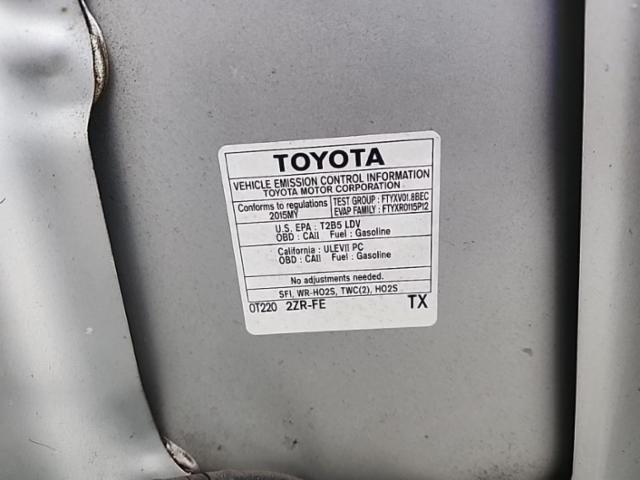 TOYOTA
VEHICLE EMISSION CONTROL INFORMATION
TOYOTA MOTOR CORPORATION
Conforms to regulations
2015MY
TEST GROUP : FTYXV01.8BEC
EVAP FAMILY : FTYXR0115P12
U.S. EPA : T2B5 LDV
OBD : CAII Fuel : Gasoline
California : ULEVII PC
OBD : CAII Fuel : Gasoline
No adjustments needed.
SFI, WR-HO2S, TWC(2), HO2S
0T220 2ZR-FE TX